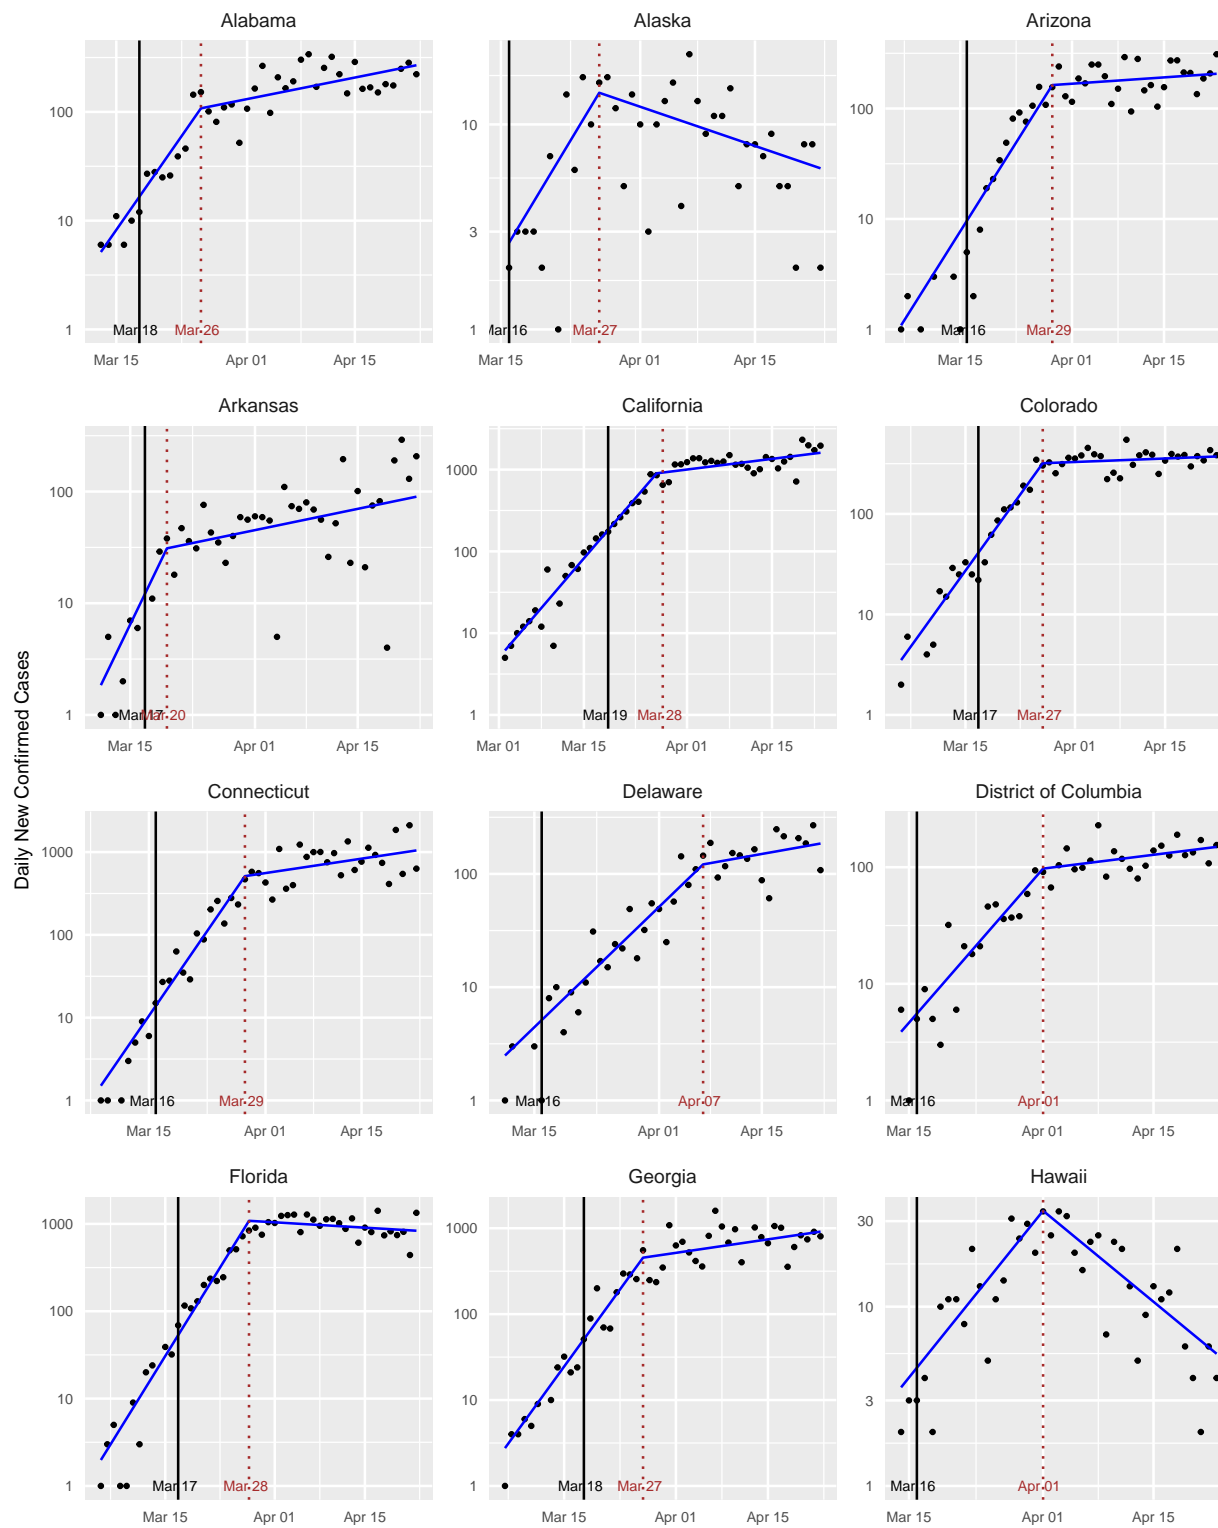 Daily New Confirmed Cases
Alabama
100
10
1
Mar 18
Mar 26
Mar 15
Apr 01
Apr 15
Alaska
10
3
1
Mar 16
Mar 27
Mar 15
Apr 01
Apr 15
Arizona
100
10
1
Mar 16
Mar 29
Mar 15
Apr 01
Apr 15
Arkansas
100
10
1
Mar 17
Mar 20
Mar 15
Apr 01
Apr 15
California
1000
100
10
1
Mar 19
Mar 28
Mar 01
Mar 15
Apr 01
Apr 15
Colorado
100
10
1
Mar 17
Mar 27
Mar 15
Apr 01
Apr 15
Connecticut
1000
100
10
1
Mar 16
Mar 29
Mar 15
Apr 01
Apr 15
Delaware
100
10
1
Mar 16
Apr 07
Mar 15
Apr 01
Apr 15
District of Columbia
100
10
1
Mar 16
Apr 01
Mar 15
Apr 01
Apr 15
Florida
1000
100
10
1
Mar 17
Mar 28
Mar 15
Apr 01
Apr 15
Georgia
1000
100
10
1
Mar 18
Mar 27
Mar 15
Apr 01
Apr 15
Hawaii
30
10
3
1
Mar 16
Apr 01
Mar 15
Apr 01
Apr 15